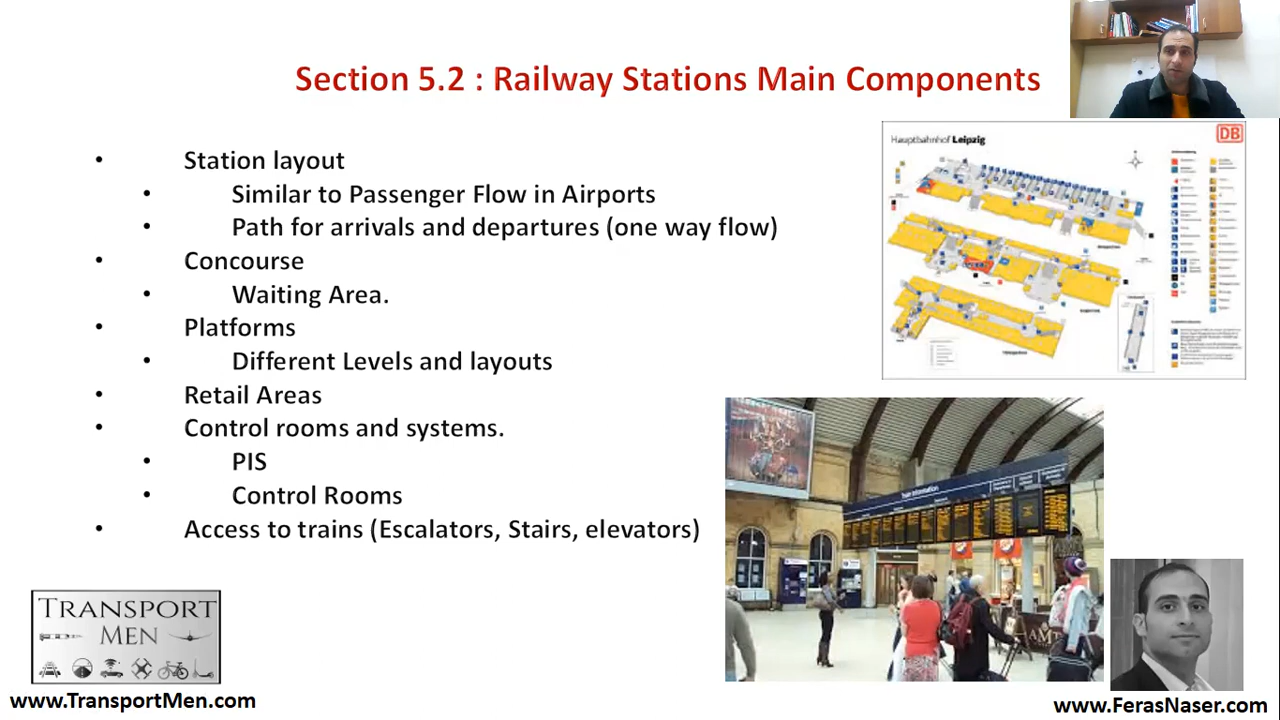 Section 5.2 : Railway Stations Main Components
• Station layout
• Similar to Passenger Flow in Airports
• Path for arrivals and departures (one way flow)
• Concourse
• Waiting Area.
• Platforms
• Different Levels and layouts
• Retail Areas
• Control rooms and systems.
• PIS
• Control Rooms
• Access to trains (Escalators, Stairs, elevators)
Hauptbahnhof Leipzig
DB
Train Information
AMT
TRANSPORT
MEN
www.TransportMen.com
www.FerasNaser.com